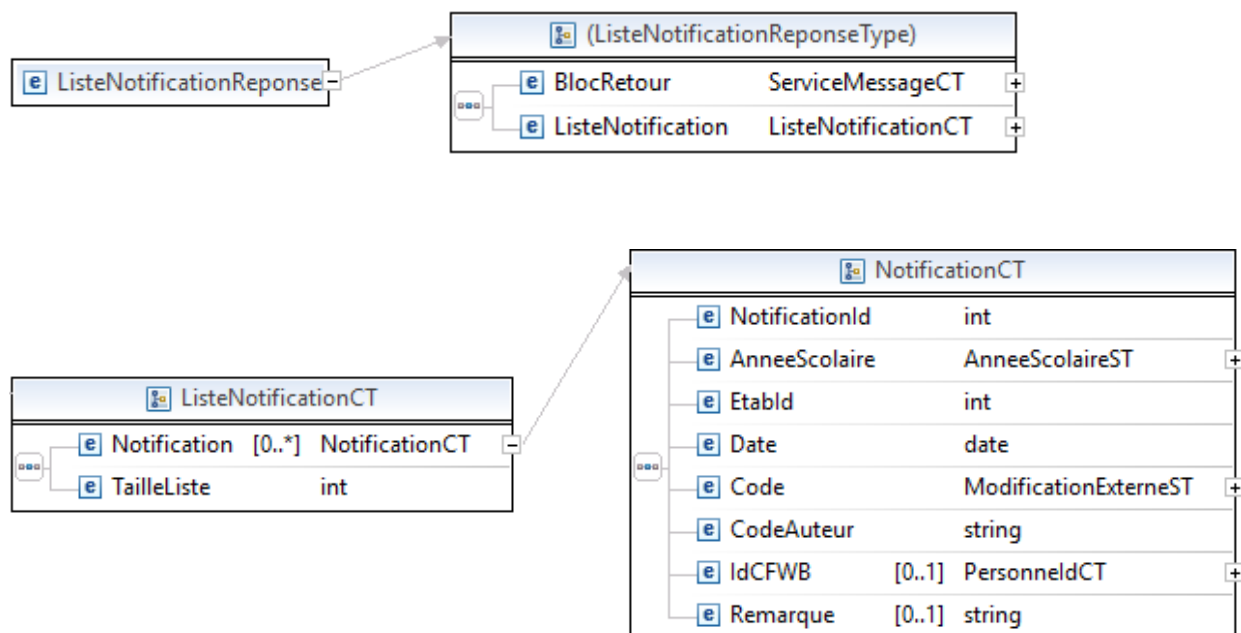 (ListeNotificationReponseType)
ListeNotificationReponse
BlocRetour ServiceMessageCT
ListeNotification ListeNotificationCT
NotificationCT
NotificationId int
AnneeScolaire AnneeScolaireST
EtabId int
Date date
Code ModificationExterneST
CodeAuteur string
IdCFWB [0..1] PersonneIdCT
Remarque [0..1] string
ListeNotificationCT
Notification [0..*] NotificationCT
TailleListe int